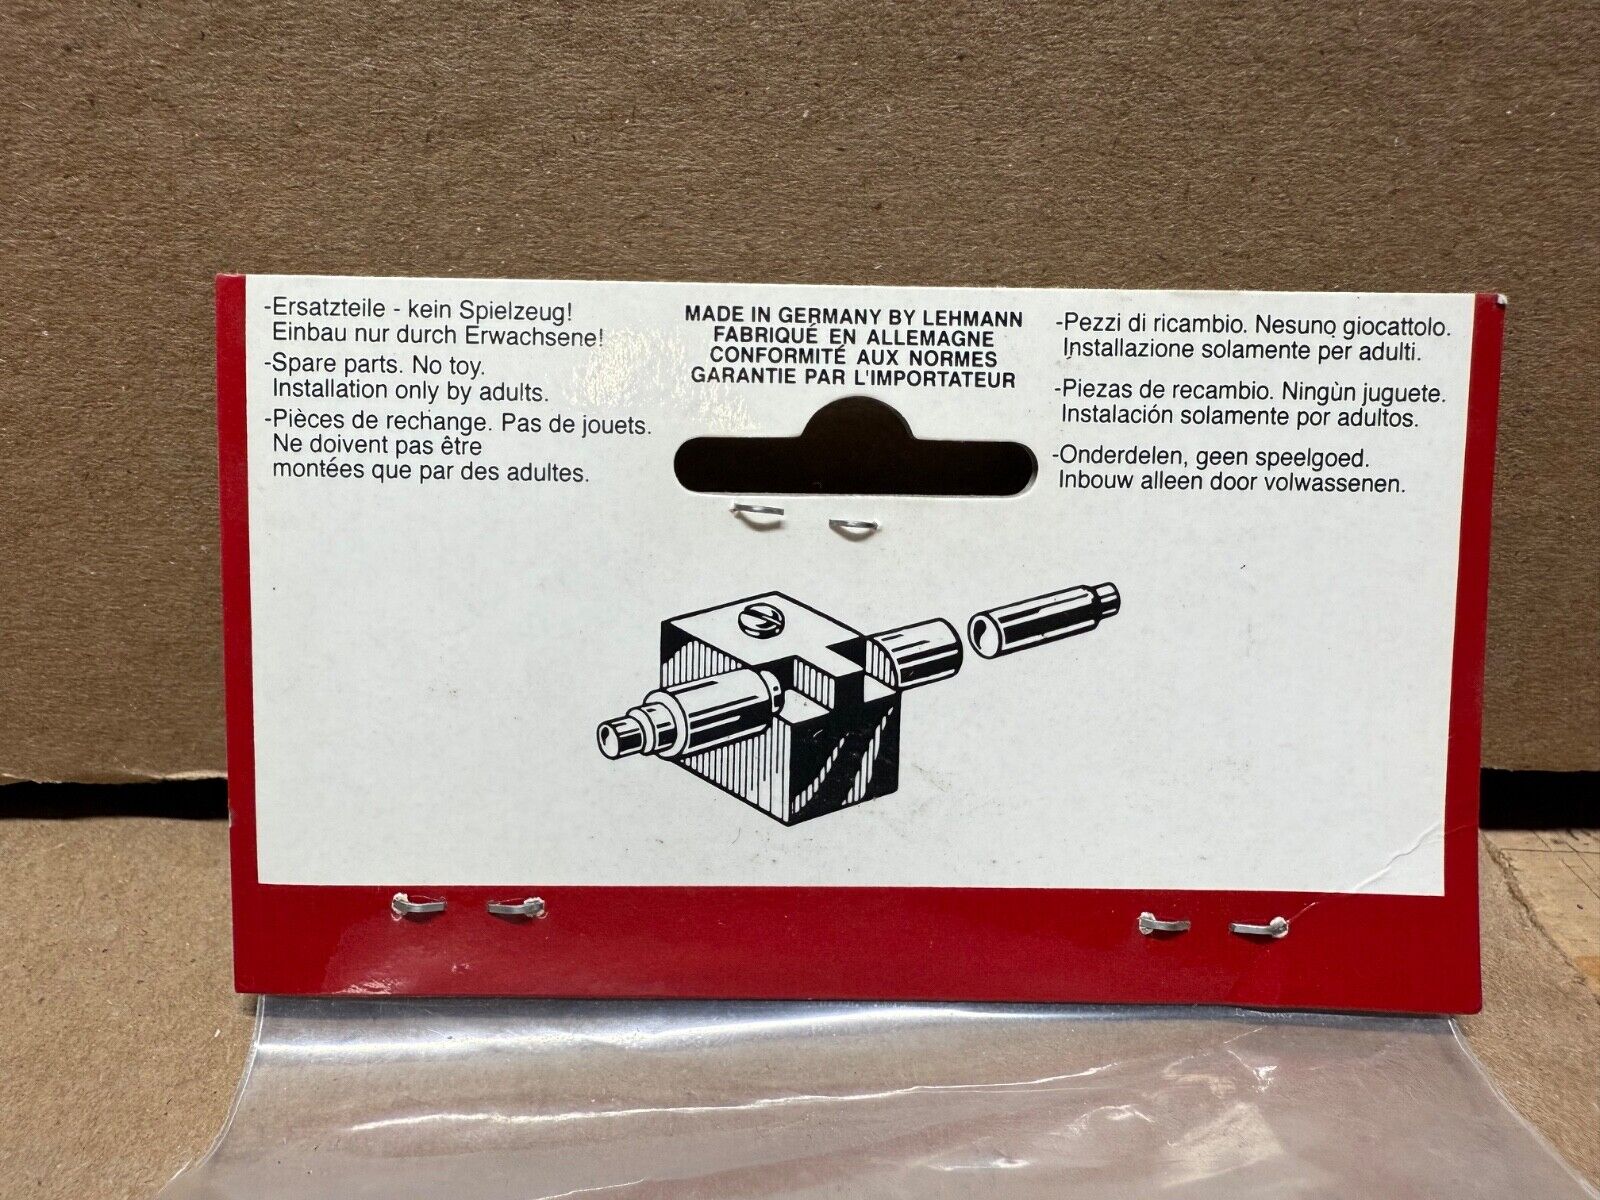 -Ersatzteile - kein Spielzeug!
Einbau nur durch Erwachsene!
-Spare parts. No toy.
Installation only by adults.
-Pièces de rechange. Pas de jouets.
Ne doivent pas être
montées que par des adultes.
MADE IN GERMANY BY LEHMANN
FABRIQUÉ EN ALLEMAGNE
CONFORMITÉ AUX NORMES
GARANTIE PAR L'IMPORTATEUR
-Pezzi di ricambio. Nesuno giocattolo.
Installazione solamente per adulti.
-Piezas de recambio. Ningùn juguete.
Instalación solamente por adultos.
-Onderdelen, geen speelgoed.
Inbouw alleen door volwassenen.